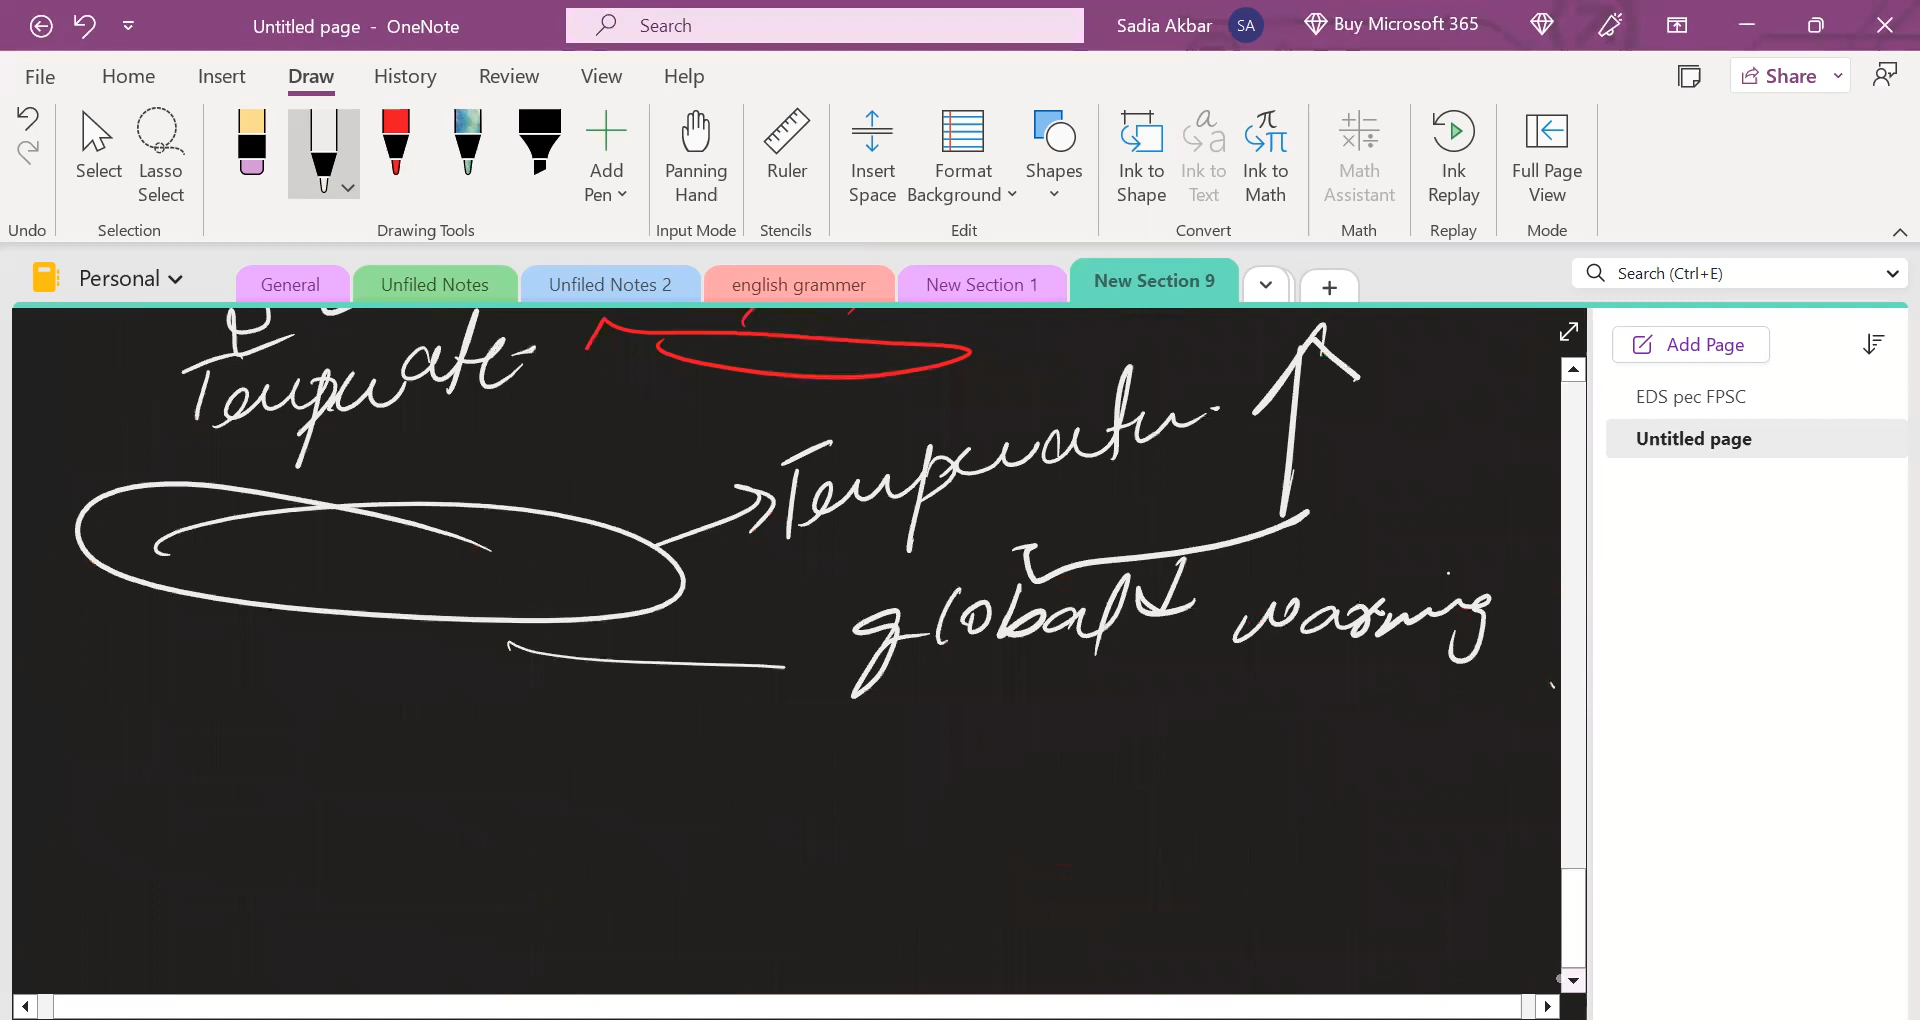 Untitled page - OneNote
Search
Sadia Akbar SA
Buy Microsoft 365
File Home Insert Draw History Review View Help
Share
Select
Lasso Select
Add Pen
Panning Hand
Ruler
Insert Space
Format Background
Shapes
Ink to Shape
Ink to Text
Ink to Math
Math Assistant
Ink Replay
Full Page View
Undo Selection Drawing Tools Input Mode Stencils Edit Convert Math Replay Mode
Personal
General Unfiled Notes Unfiled Notes 2 english grammer New Section 1 New Section 9
Search (Ctrl+E)
Add Page
EDS pec FPSC
Untitled page
global warming